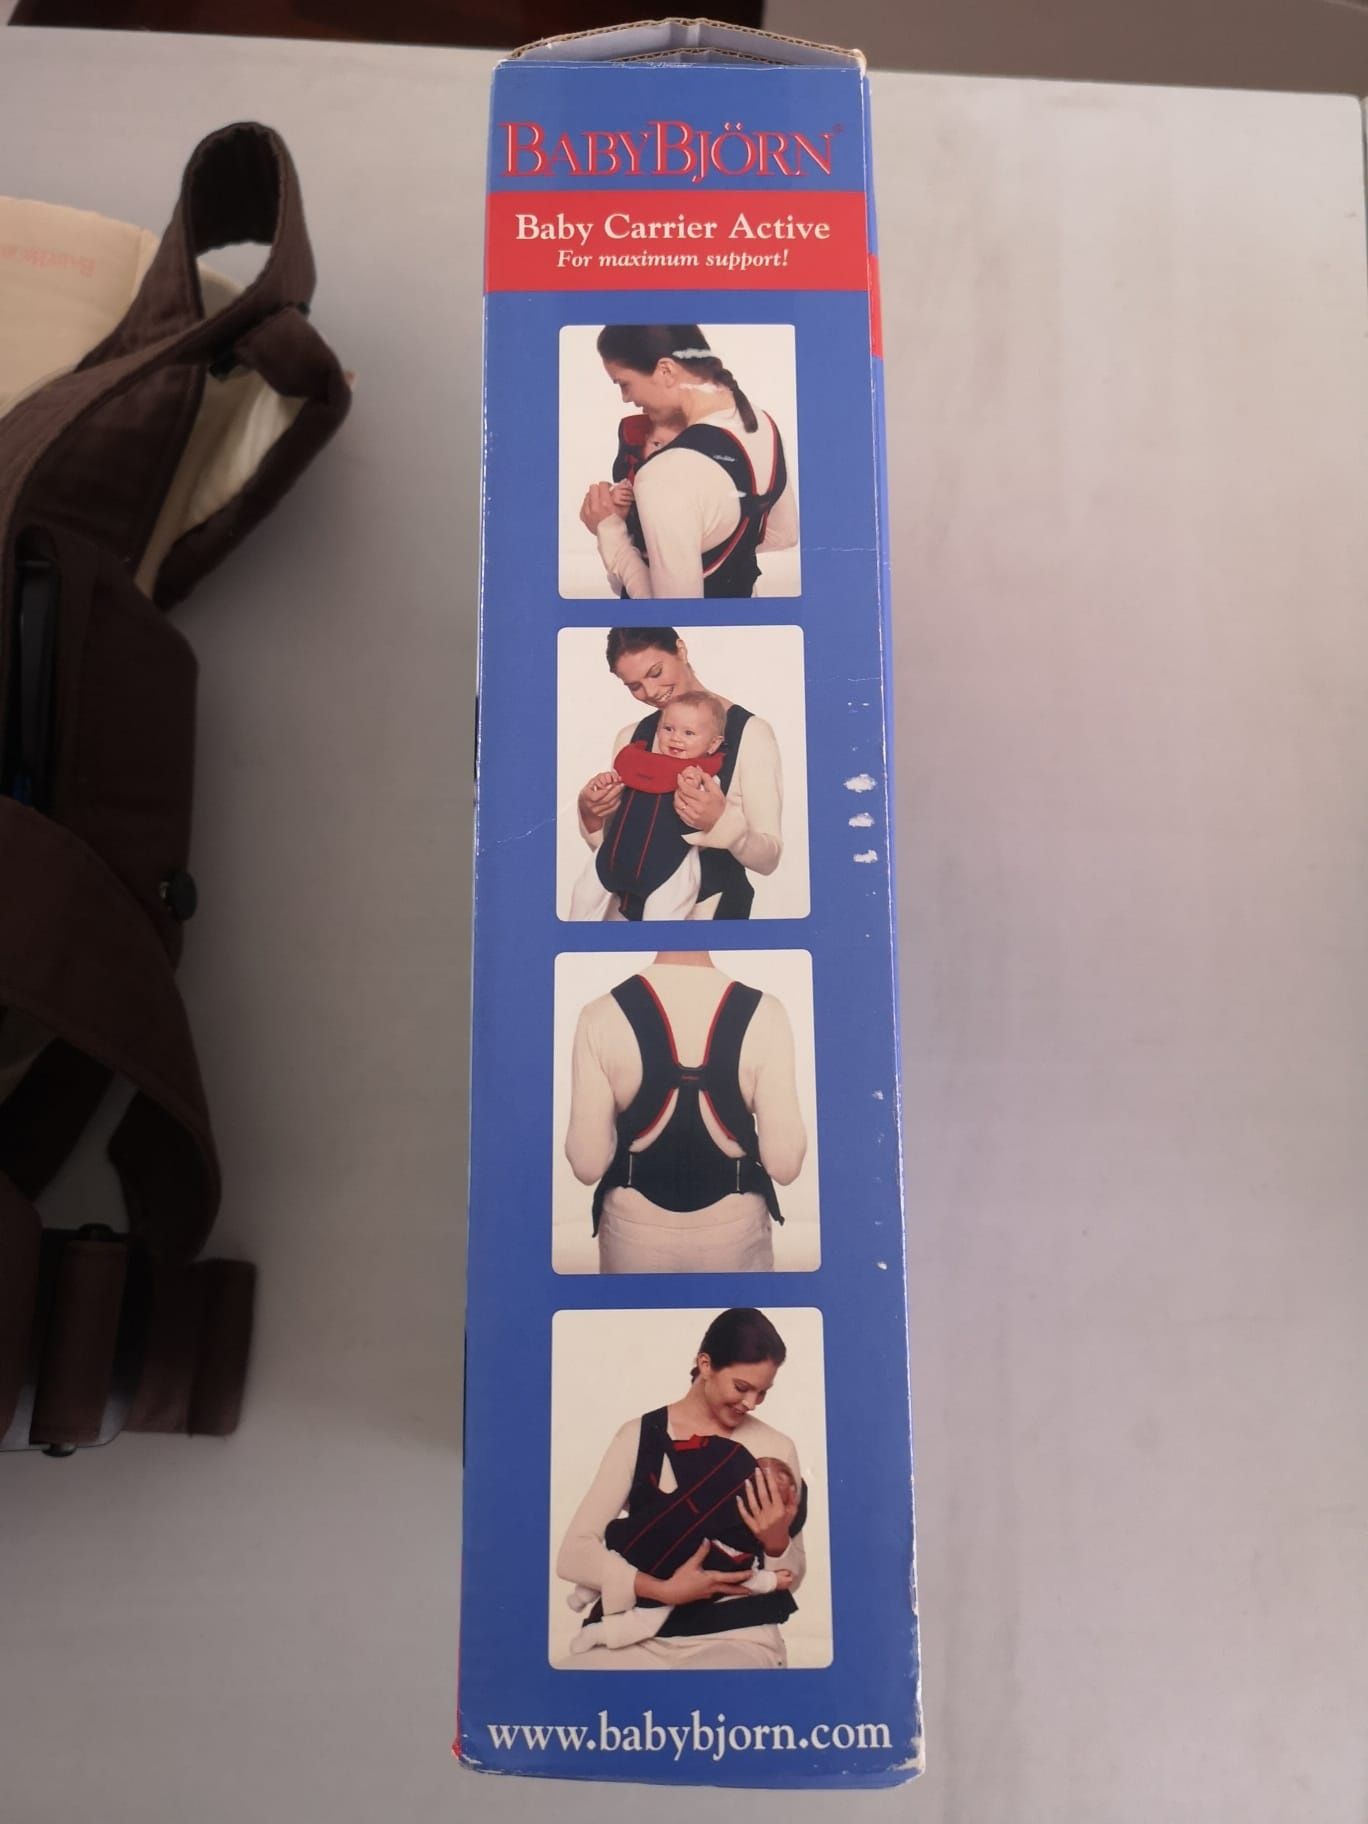 BABYBJÖRN
Baby Carrier Active
For maximum support!
www.babybjorn.com